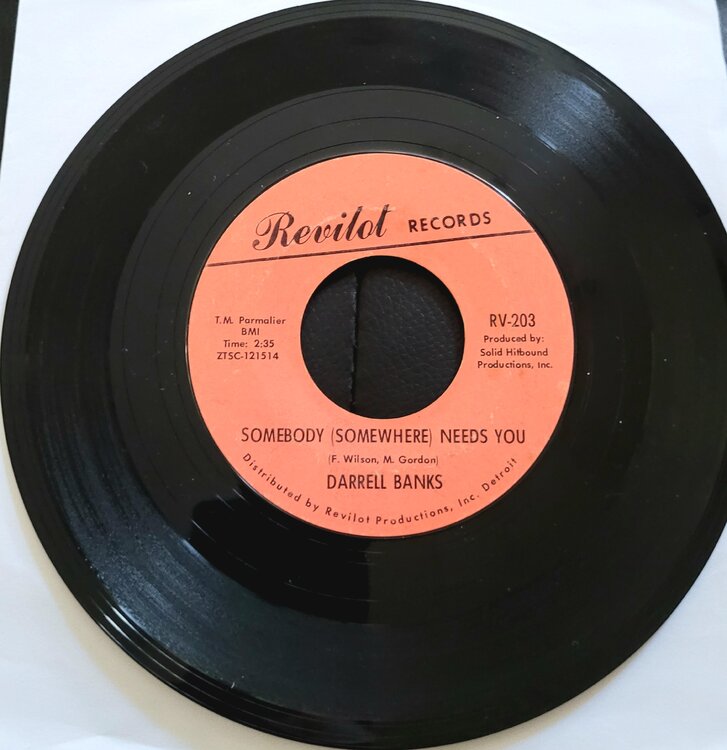 Revilot RECORDS
T.M. Parmalier
BMI
Time: 2:35
ZTSC-121514
RV-203
Produced by:
Solid Hitbound
Productions, Inc.
SOMEBODY (SOMEWHERE) NEEDS YOU
(F. Wilson, M. Gordon)
DARRELL BANKS
Distributed by Revilot Productions, Inc. Detroit